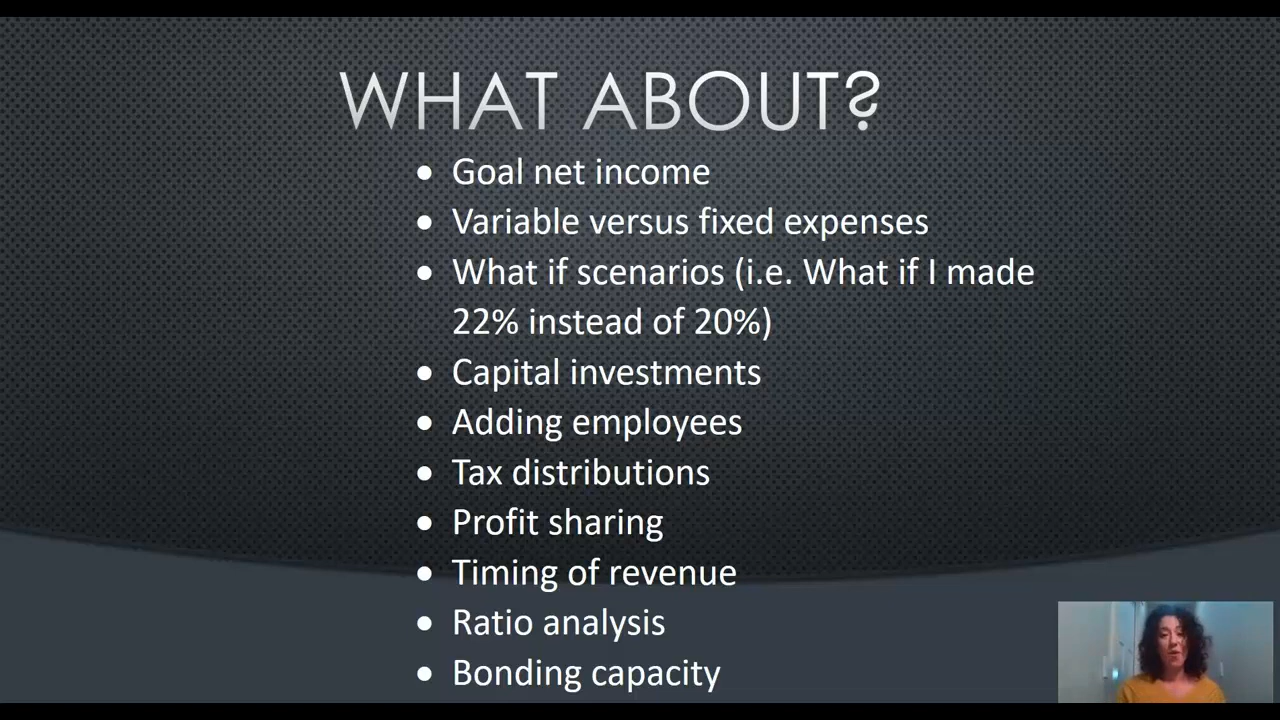 WHAT ABOUT?
• Goal net income
• Variable versus fixed expenses
• What if scenarios (i.e. What if I made
22% instead of 20%)
• Capital investments
• Adding employees
• Tax distributions
• Profit sharing
• Timing of revenue
• Ratio analysis
• Bonding capacity